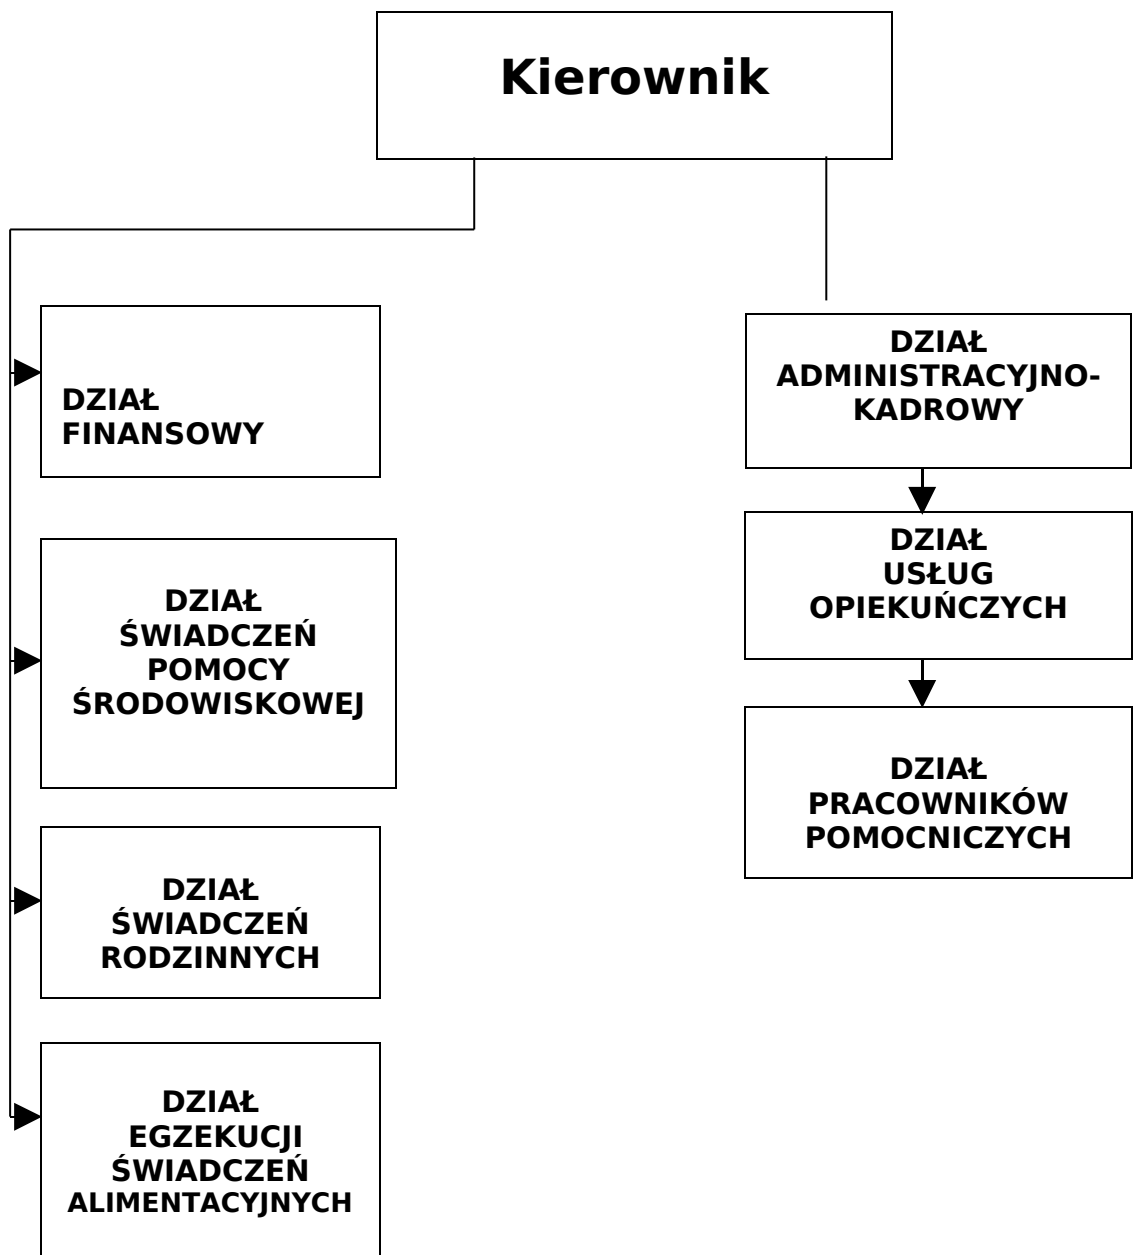 Kierownik
DZIAŁ
FINANSOWY
DZIAŁ
ŚWIADCZEŃ
POMOCY
ŚRODOWISKOWEJ
DZIAŁ
ŚWIADCZEŃ
RODZINNYCH
DZIAŁ
EGZEKUCJI
ŚWIADCZEŃ
ALIMENTACYJNYCH
DZIAŁ
ADMINISTRACYJNO-
KADROWY
DZIAŁ
USŁUG
OPIEKUŃCZYCH
DZIAŁ
PRACOWNIKÓW
POMOCNICZYCH